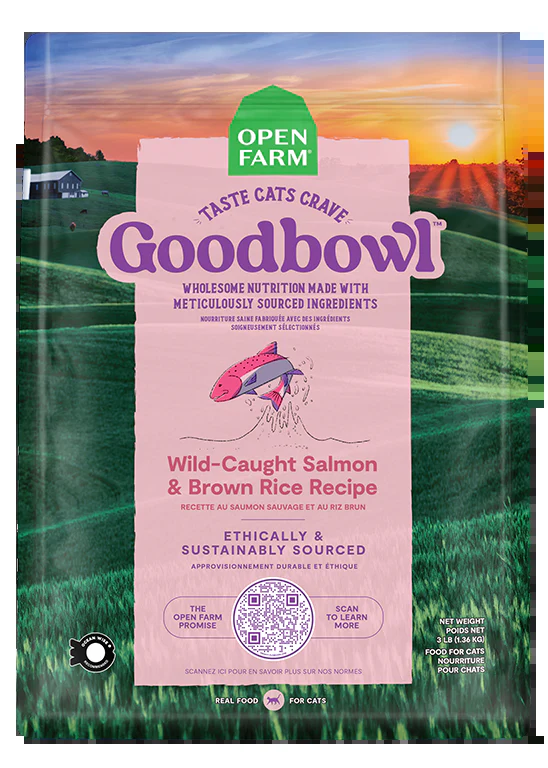 OPEN
FARM®
TASTE CATS CRAVE
Goodbowl™
WHOLESOME NUTRITION MADE WITH
METICULOUSLY SOURCED INGREDIENTS
NOURRITURE SAINE FABRIQUÉE AVEC DES INGRÉDIENTS
SOIGNEUSEMENT SÉLECTIONNÉS
Wild-Caught Salmon
& Brown Rice Recipe
RECETTE AU SAUMON SAUVAGE ET AU RIZ BRUN
ETHICALLY &
SUSTAINABLY SOURCED
APPROVISIONNEMENT DURABLE ET ÉTHIQUE
THE
OPEN FARM
PROMISE
SCAN
TO LEARN
MORE
SCANNEZ ICI POUR EN SAVOIR PLUS SUR NOS NORMES
OCEAN WISE
RECOMMENDED
NET WEIGHT
POIDS NET
3 LB (1.36 KG)
FOOD FOR CATS
NOURRITURE
POUR CHATS
REAL FOOD FOR CATS